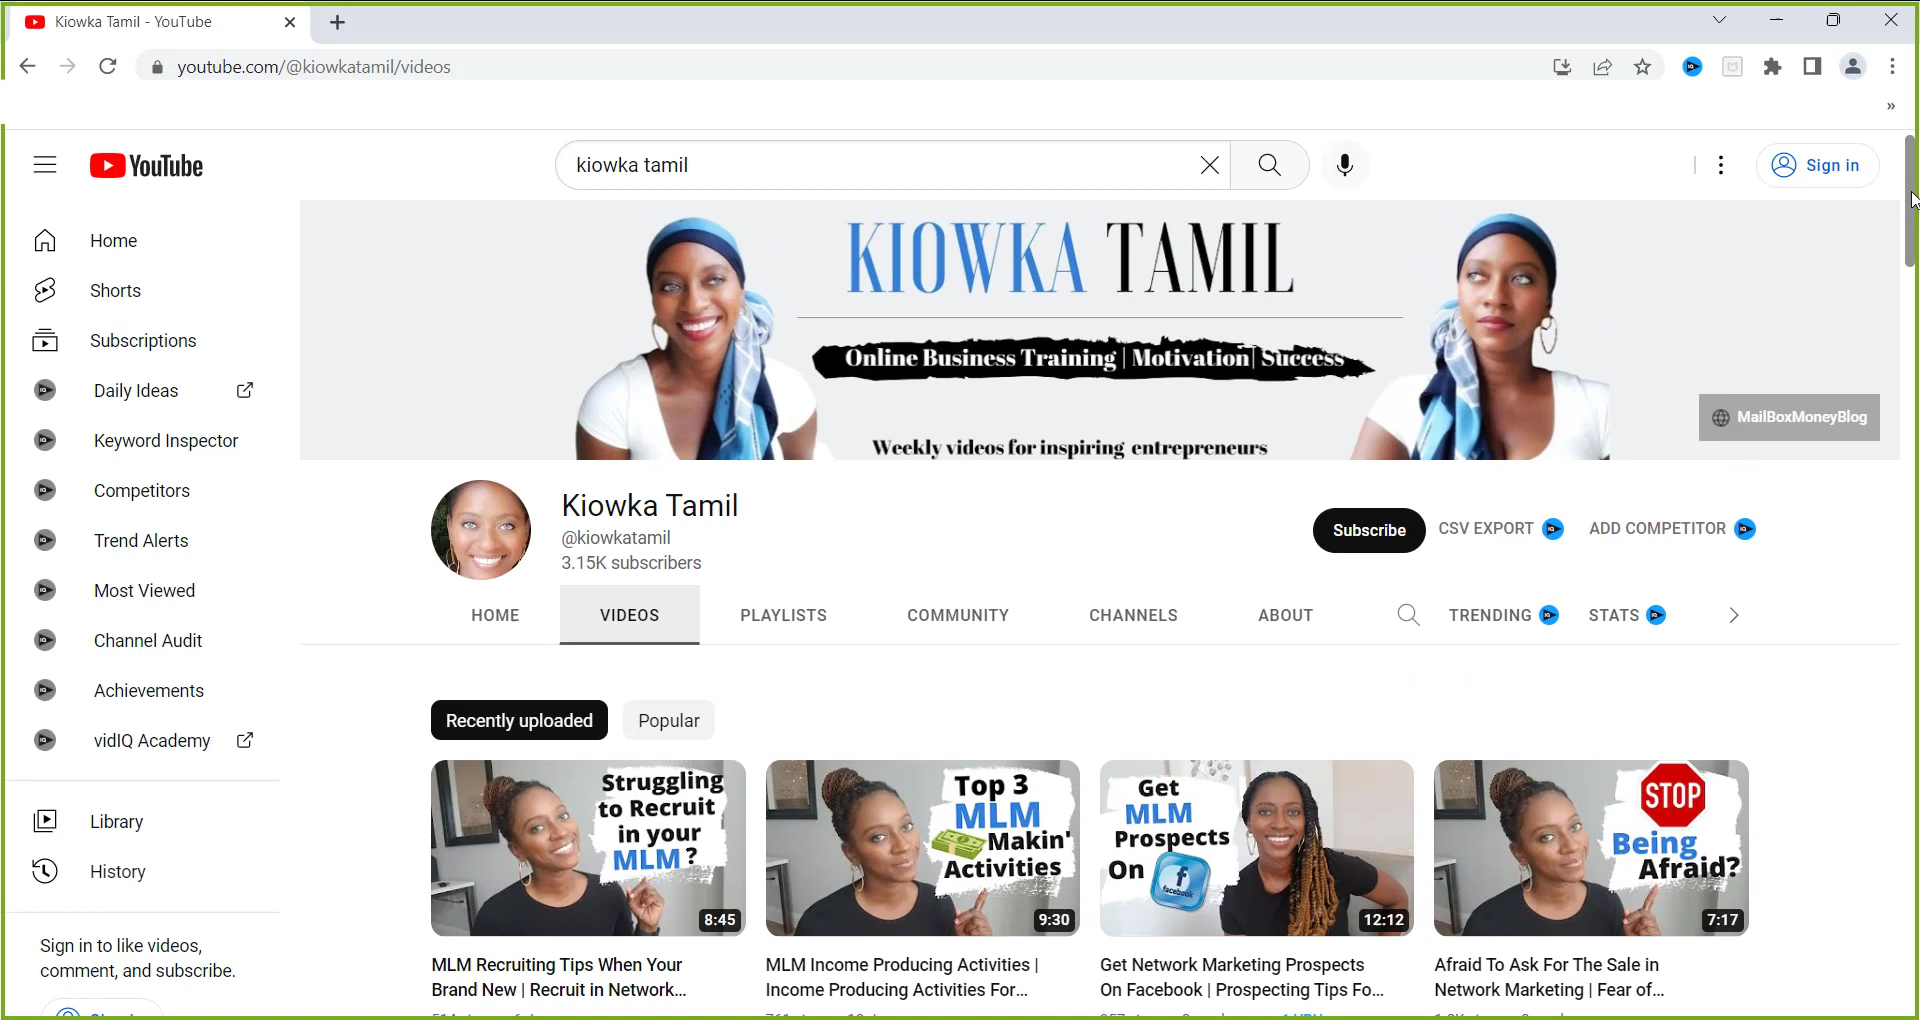 Kiowka Tamil - YouTube
youtube.com/@kiowkatamil/videos
»
YouTube
kiowka tamil
Sign in
Home
Shorts
Subscriptions
Daily Ideas
Keyword Inspector
Competitors
Trend Alerts
Most Viewed
Channel Audit
Achievements
vidIQ Academy
Library
History
Sign in to like videos,
comment, and subscribe.
KIOWKA TAMIL
Online Business Training | Motivation| Success
Weekly videos for inspiring entrepreneurs
MailBoxMoneyBlog
Kiowka Tamil
@kiowkatamil
3.15K subscribers
Subscribe
CSV EXPORT
ADD COMPETITOR
HOME
VIDEOS
PLAYLISTS
COMMUNITY
CHANNELS
ABOUT
TRENDING
STATS
Recently uploaded
Popular
Struggling
to Recruit
in your
MLM ?
8:45
MLM Recruiting Tips When Your
Brand New | Recruit in Network...
Top 3
MLM
Makin'
Activities
9:30
MLM Income Producing Activities |
Income Producing Activities For...
Get
MLM
Prospects
On
facebook
12:12
Get Network Marketing Prospects
On Facebook | Prospecting Tips Fo...
STOP
Being
Afraid?
7:17
Afraid To Ask For The Sale in
Network Marketing | Fear of...